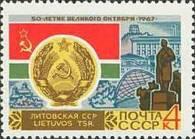 50-ЛЕТИЕ ВЕЛИКОГО ОКТЯБРЯ • 1967 •
ЛИТОВСКАЯ ССР
LIETUVOS TSR
ПОЧТА
СССР
4